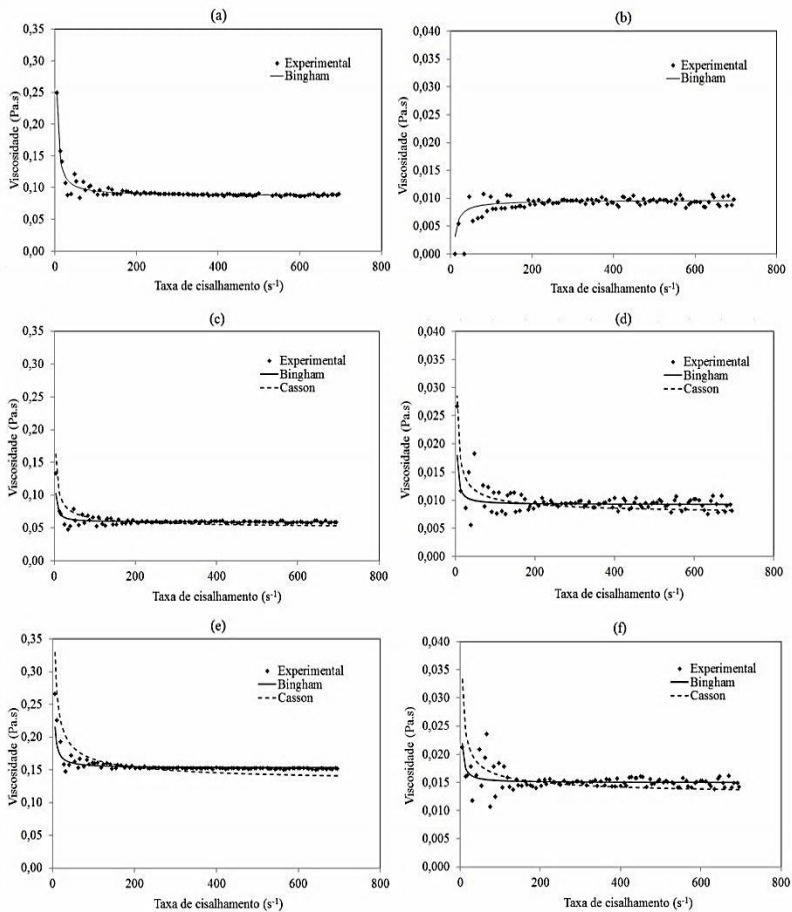 (a)
0,35
0,30
0,25
0,20
0,15
0,10
0,05
0,00
Viscosidade (Pa.s)
Experimental
Bingham
0 200 400 600 800
Taxa de cisalhamento (s-1)
(b)
0,040
0,035
0,030
0,025
0,020
0,015
0,010
0,005
0,000
Viscosidade (Pa.s)
Experimental
Bingham
0 200 400 600 800
Taxa de cisalhamento (s-1)
(c)
0,35
0,30
0,25
0,20
0,15
0,10
0,05
0,00
Viscosidade (Pa.s)
Experimental
Bingham
Casson
0 200 400 600 800
Taxa de cisalhamento (s-1)
(d)
0,040
0,035
0,030
0,025
0,020
0,015
0,010
0,005
0,000
Viscosidade (Pa.s)
Experimental
Bingham
Casson
0 200 400 600 800
Taxa de cisalhamento (s-1)
(e)
0,35
0,30
0,25
0,20
0,15
0,10
0,05
0,00
Viscosidade (Pa.s)
Experimental
Bingham
Casson
0 200 400 600 800
Taxa de cisalhamento (s-1)
(f)
0,040
0,035
0,030
0,025
0,020
0,015
0,010
0,005
0,000
Viscosidade (Pa.s)
Experimental
Bingham
Casson
0 200 400 600 800
Taxa de cisalhamento (s-1)